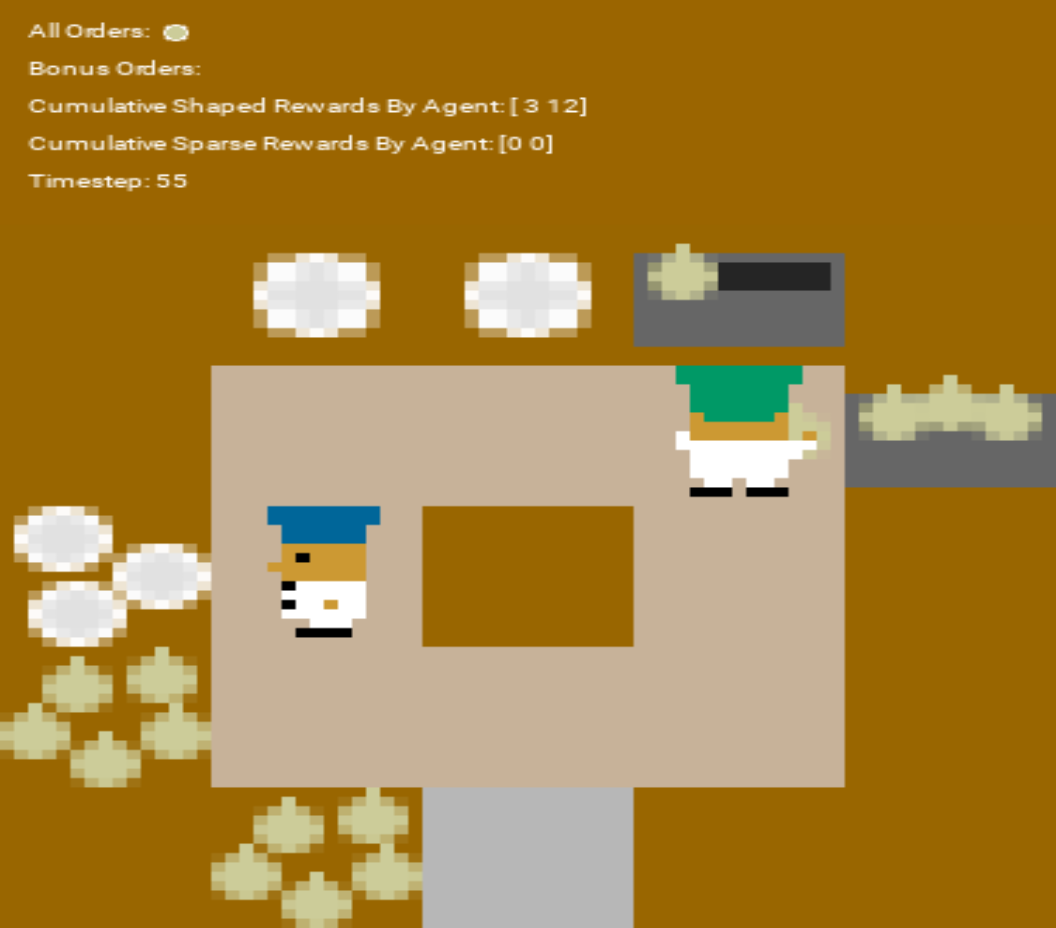 All Orders:
Bonus Orders:
Cumulative Shaped Rewards By Agent: [ 3 12]
Cumulative Sparse Rewards By Agent: [0 0]
Timestep: 55